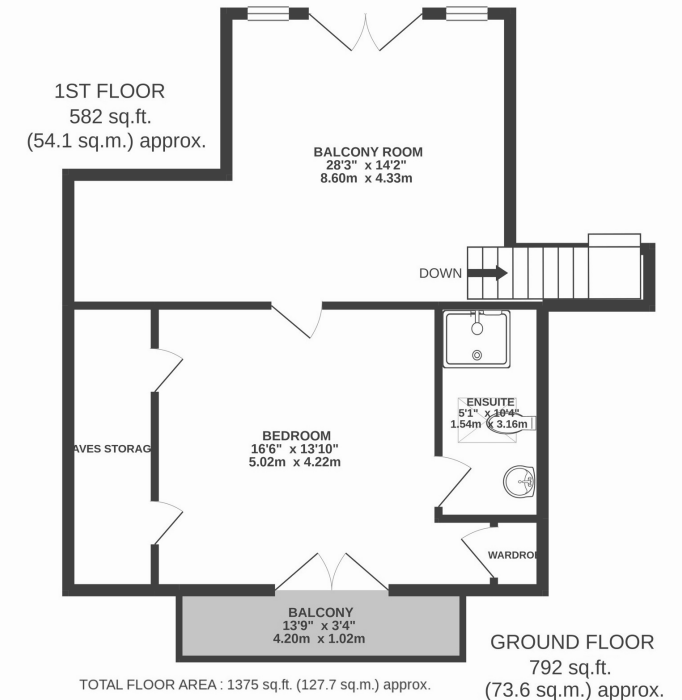 1ST FLOOR
582 sq.ft.
(54.1 sq.m.) approx.
BALCONY ROOM
28'3" x 14'2"
8.60m x 4.33m
DOWN
ENSUITE
5'1" x 10'4"
1.54m x 3.16m
BEDROOM
16'6" x 13'10"
5.02m x 4.22m
AVES STORAG
WARDRO
BALCONY
13'9" x 3'4"
4.20m x 1.02m
GROUND FLOOR
792 sq.ft.
(73.6 sq.m.) approx.
TOTAL FLOOR AREA : 1375 sq.ft. (127.7 sq.m.) approx.